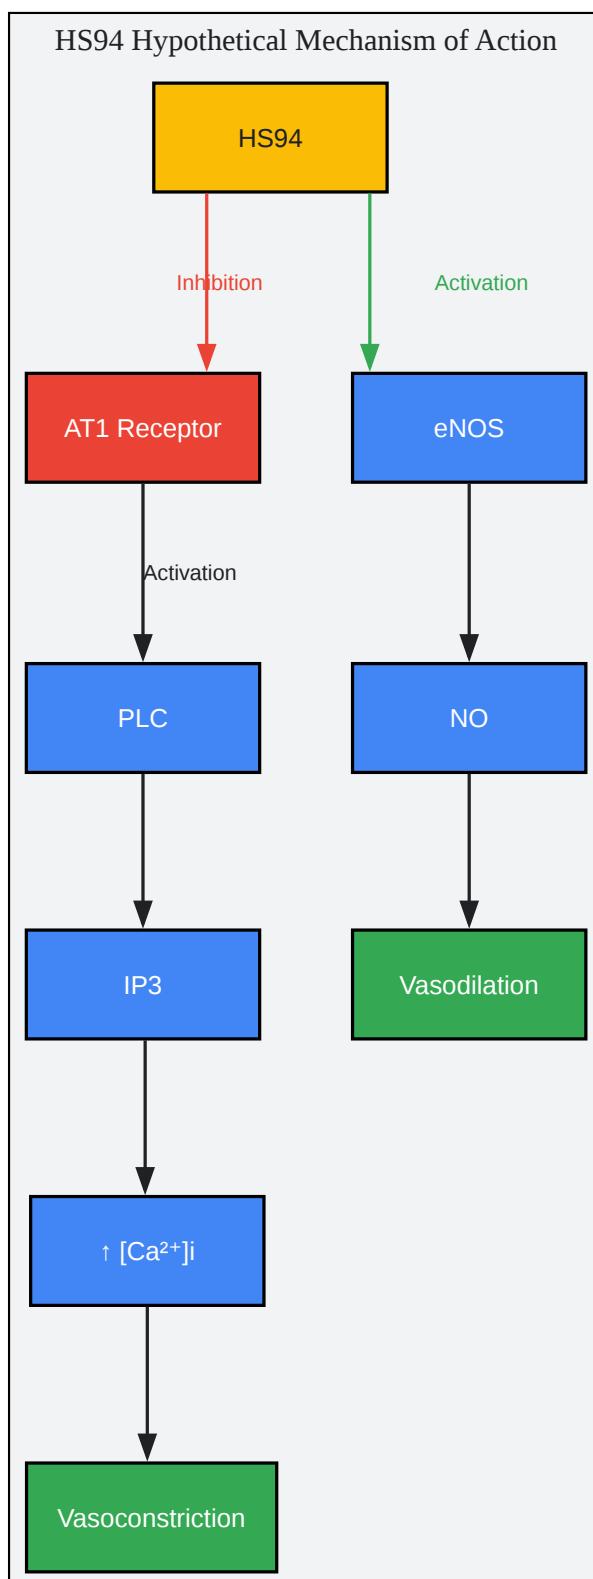 HS94 Hypothetical Mechanism of Action
HS94
Inhibition
Activation
AT1 Receptor
eNOS
Activation
PLC
NO
IP3
Vasodilation
↑ [Ca²⁺]i
Vasoconstriction